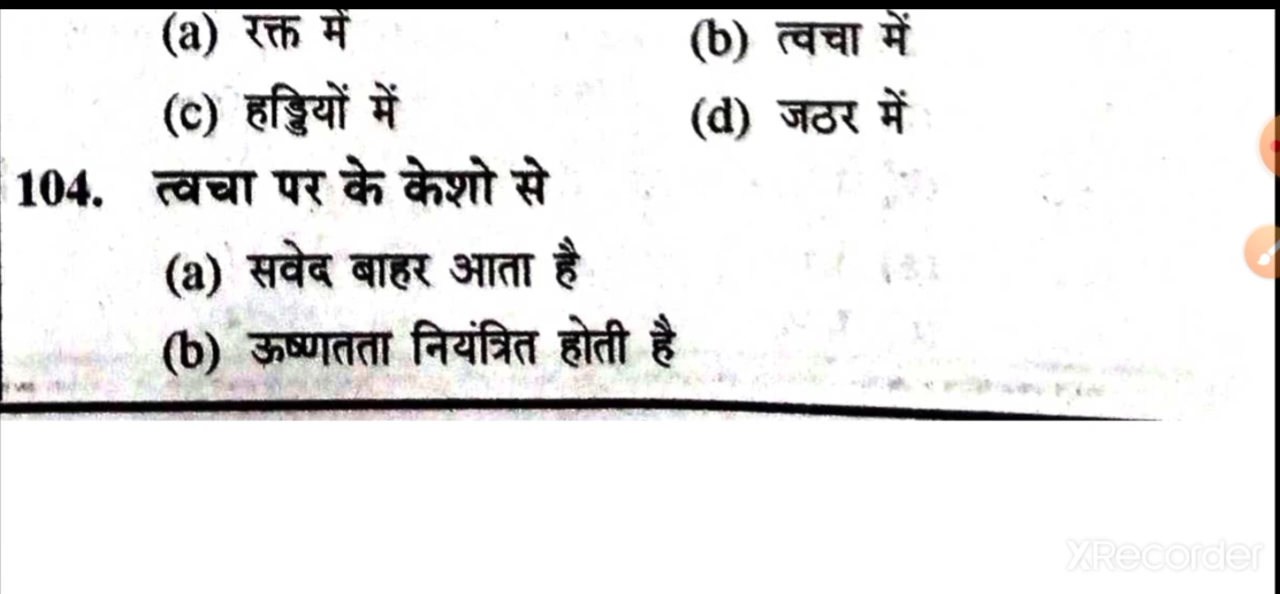 (a) रक्त में (b) त्वचा में
(c) हड्डियों में (d) जठर में
104. त्वचा पर के केशो से
(a) सवेद बाहर आता है
(b) ऊष्णतता नियंत्रित होती है
XRecorder